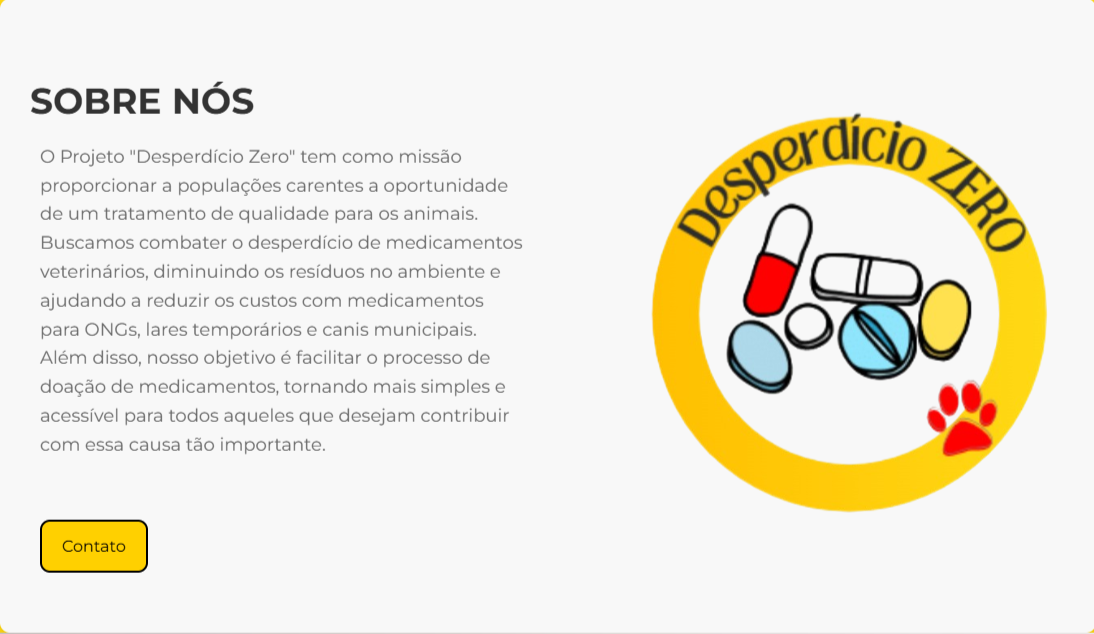 SOBRE NÓS
O Projeto "Desperdício Zero" tem como missão
proporcionar a populações carentes a oportunidade
de um tratamento de qualidade para os animais.
Buscamos combater o desperdício de medicamentos
veterinários, diminuindo os resíduos no ambiente e
ajudando a reduzir os custos com medicamentos
para ONGs, lares temporários e canis municipais.
Além disso, nosso objetivo é facilitar o processo de
doação de medicamentos, tornando mais simples e
acessível para todos aqueles que desejam contribuir
com essa causa tão importante.
Contato
Desperdício ZERO